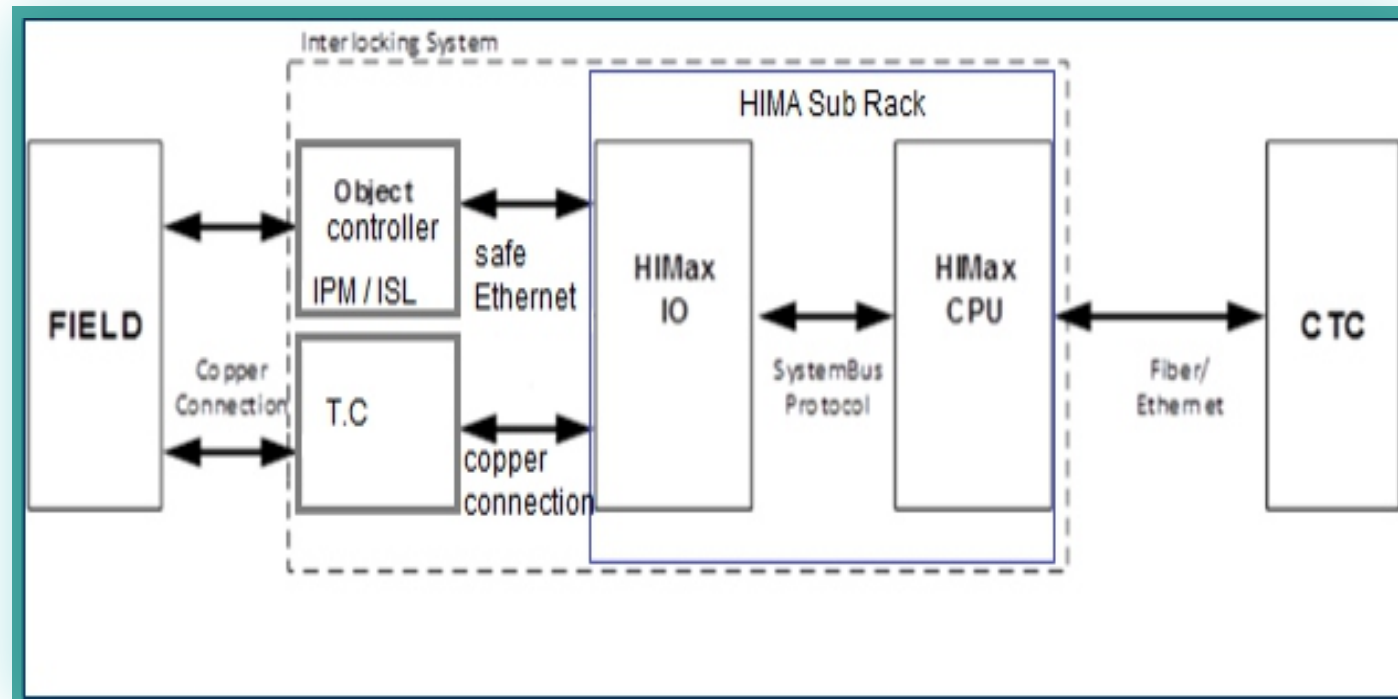 Interlocking System
HIMA Sub Rack
FIELD
Copper
Connection
Object
controller
IPM / ISL
T.C
safe
Ethernet
copper
connection
HIMax
IO
SystemBus
Protocol
HIMax
CPU
Fiber/
Ethernet
CTC